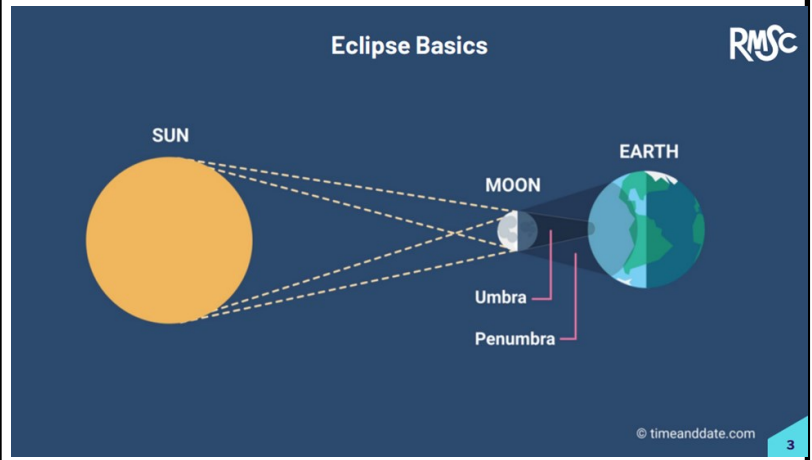 Eclipse Basics
RMSC
SUN
EARTH
MOON
Umbra
Penumbra
© timeanddate.com
3